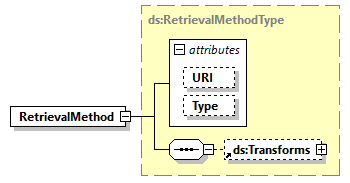 ds:RetrievalMethodType
attributes
URI
Type
RetrievalMethod
ds:Transforms